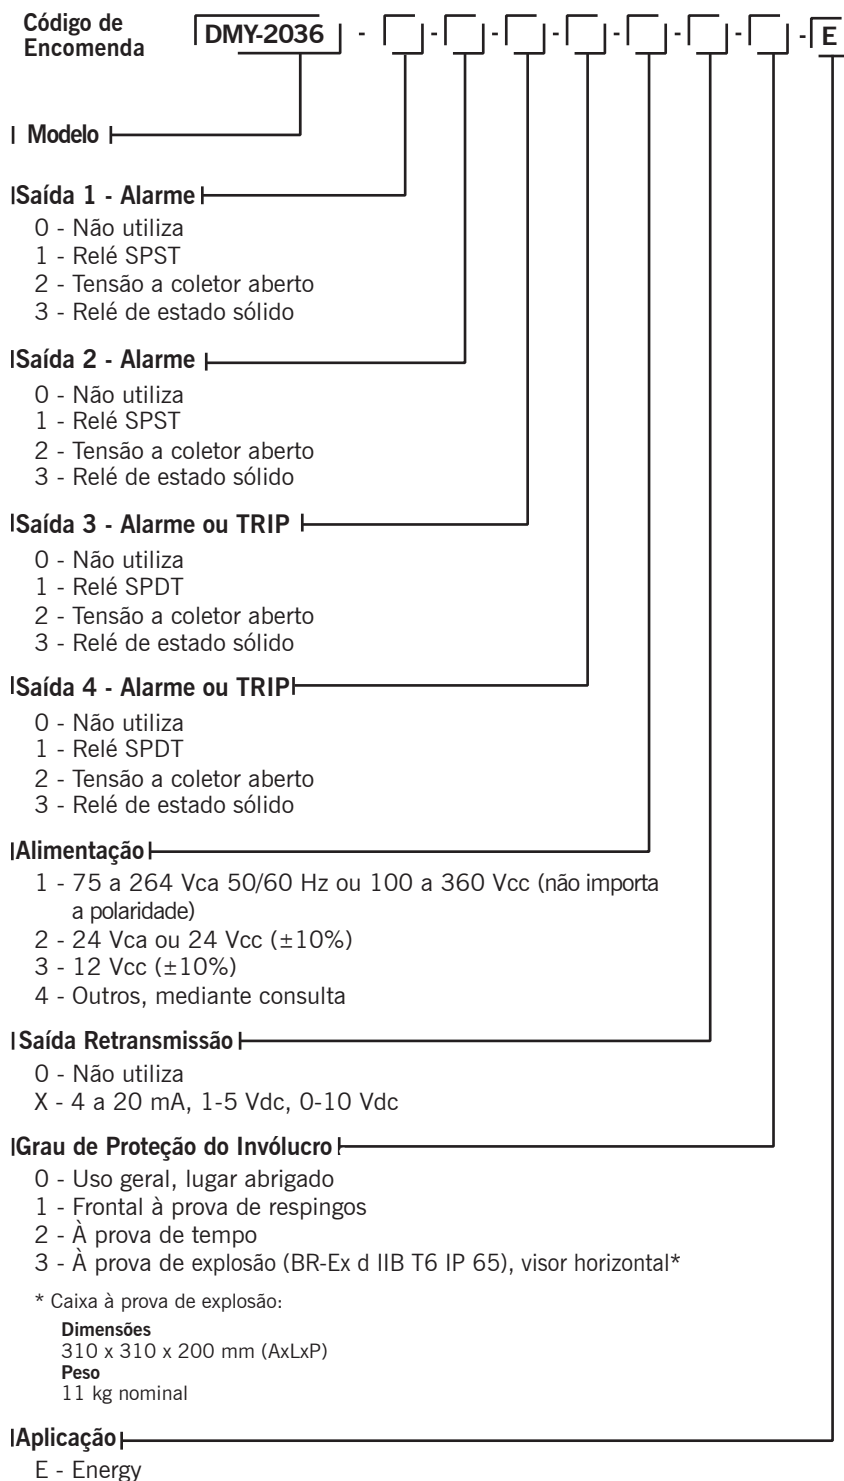 Código de
Encomenda
DMY-2036 - - - - - - - - E
Modelo
Saída 1 - Alarme
0 - Não utiliza
1 - Relé SPST
2 - Tensão a coletor aberto
3 - Relé de estado sólido
Saída 2 - Alarme
0 - Não utiliza
1 - Relé SPST
2 - Tensão a coletor aberto
3 - Relé de estado sólido
Saída 3 - Alarme ou TRIP
0 - Não utiliza
1 - Relé SPDT
2 - Tensão a coletor aberto
3 - Relé de estado sólido
Saída 4 - Alarme ou TRIP
0 - Não utiliza
1 - Relé SPDT
2 - Tensão a coletor aberto
3 - Relé de estado sólido
Alimentação
1 - 75 a 264 Vca 50/60 Hz ou 100 a 360 Vcc (não importa
a polaridade)
2 - 24 Vca ou 24 Vcc (±10%)
3 - 12 Vcc (±10%)
4 - Outros, mediante consulta
Saída Retransmissão
0 - Não utiliza
X - 4 a 20 mA, 1-5 Vdc, 0-10 Vdc
Grau de Proteção do Invólucro
0 - Uso geral, lugar abrigado
1 - Frontal à prova de respingos
2 - À prova de tempo
3 - À prova de explosão (BR-Ex d IIB T6 IP 65), visor horizontal*
* Caixa à prova de explosão:
Dimensões
310 x 310 x 200 mm (AxLxP)
Peso
11 kg nominal
Aplicação
E - Energy